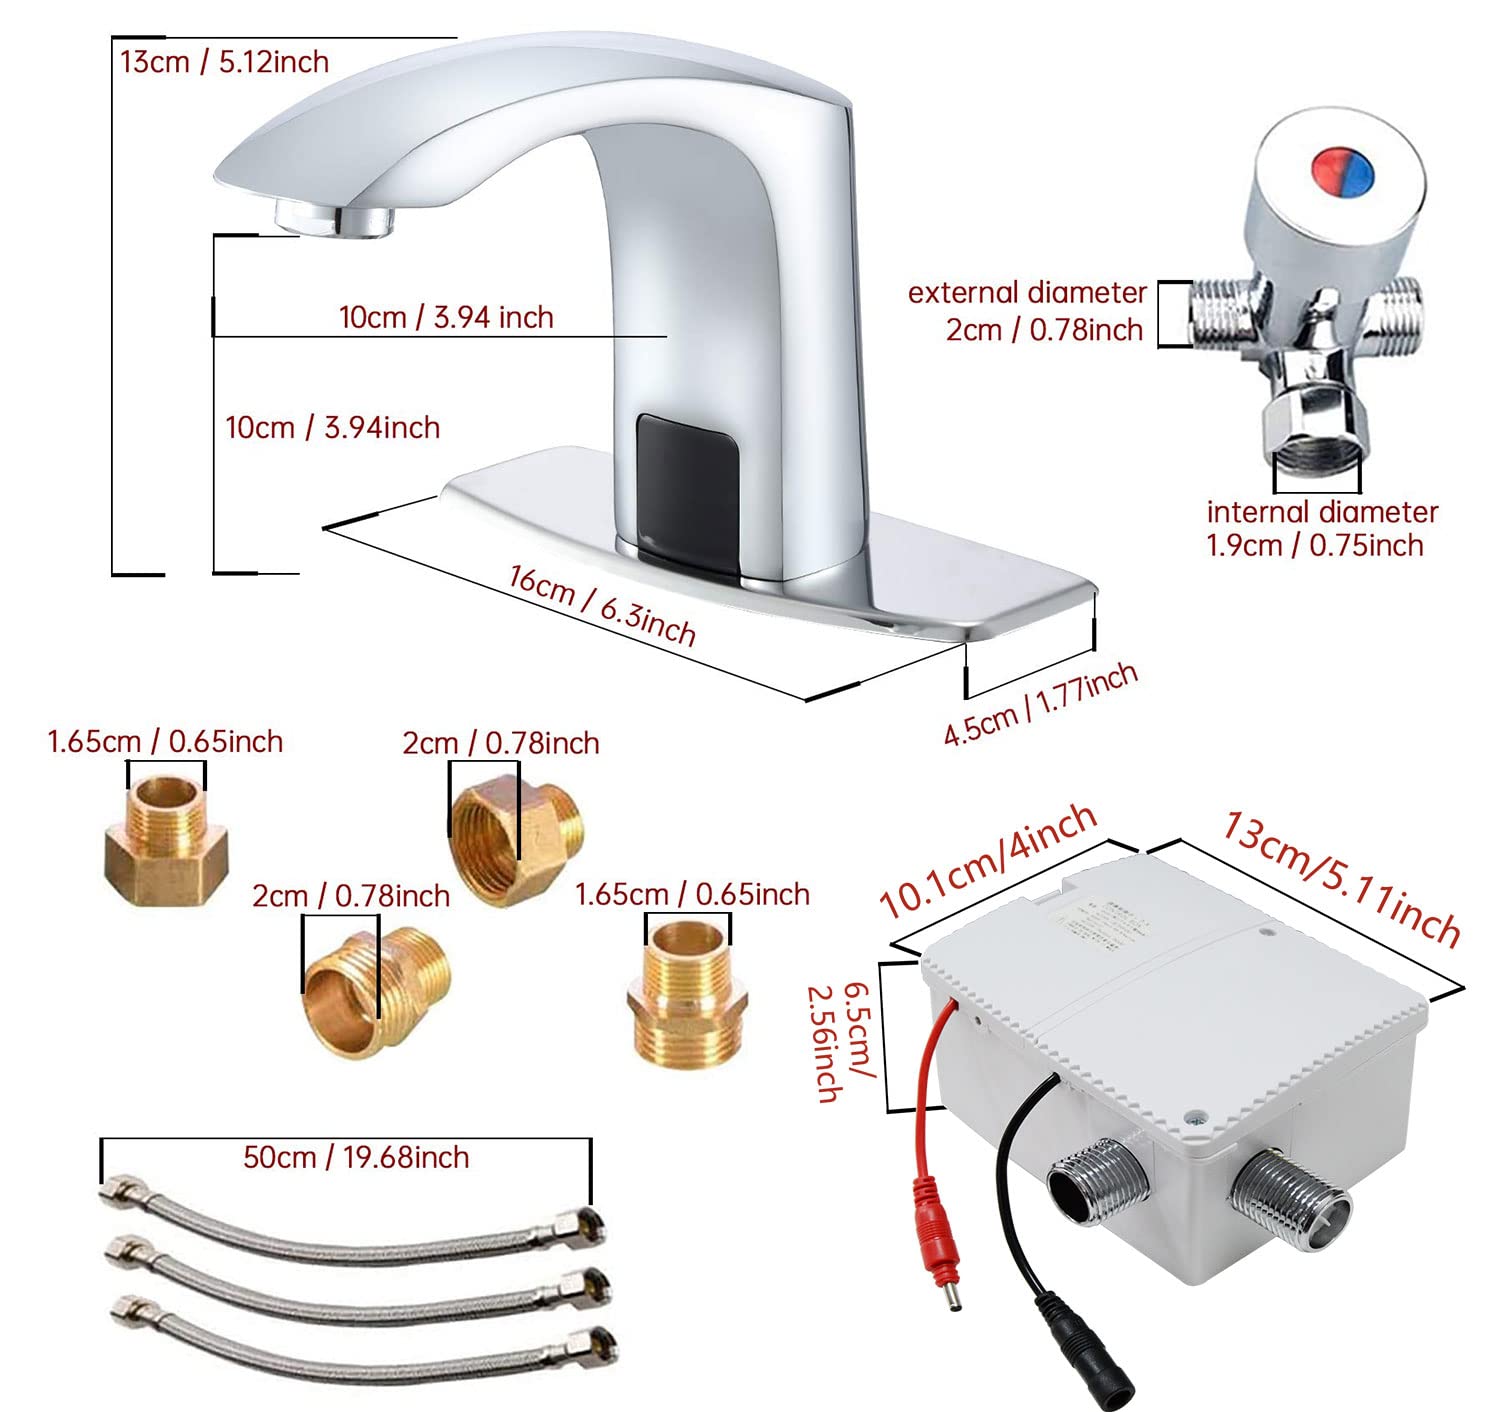 13cm / 5.12inch
10cm / 3.94 inch
10cm / 3.94inch
external diameter
2cm / 0.78inch
internal diameter
1.9cm / 0.75inch
16cm / 6.3inch
4.5cm / 1.77inch
1.65cm / 0.65inch
2cm / 0.78inch
2cm / 0.78inch
1.65cm / 0.65inch
10.1cm/4inch
13cm/5.11inch
6.5cm/
2.56inch
50cm / 19.68inch